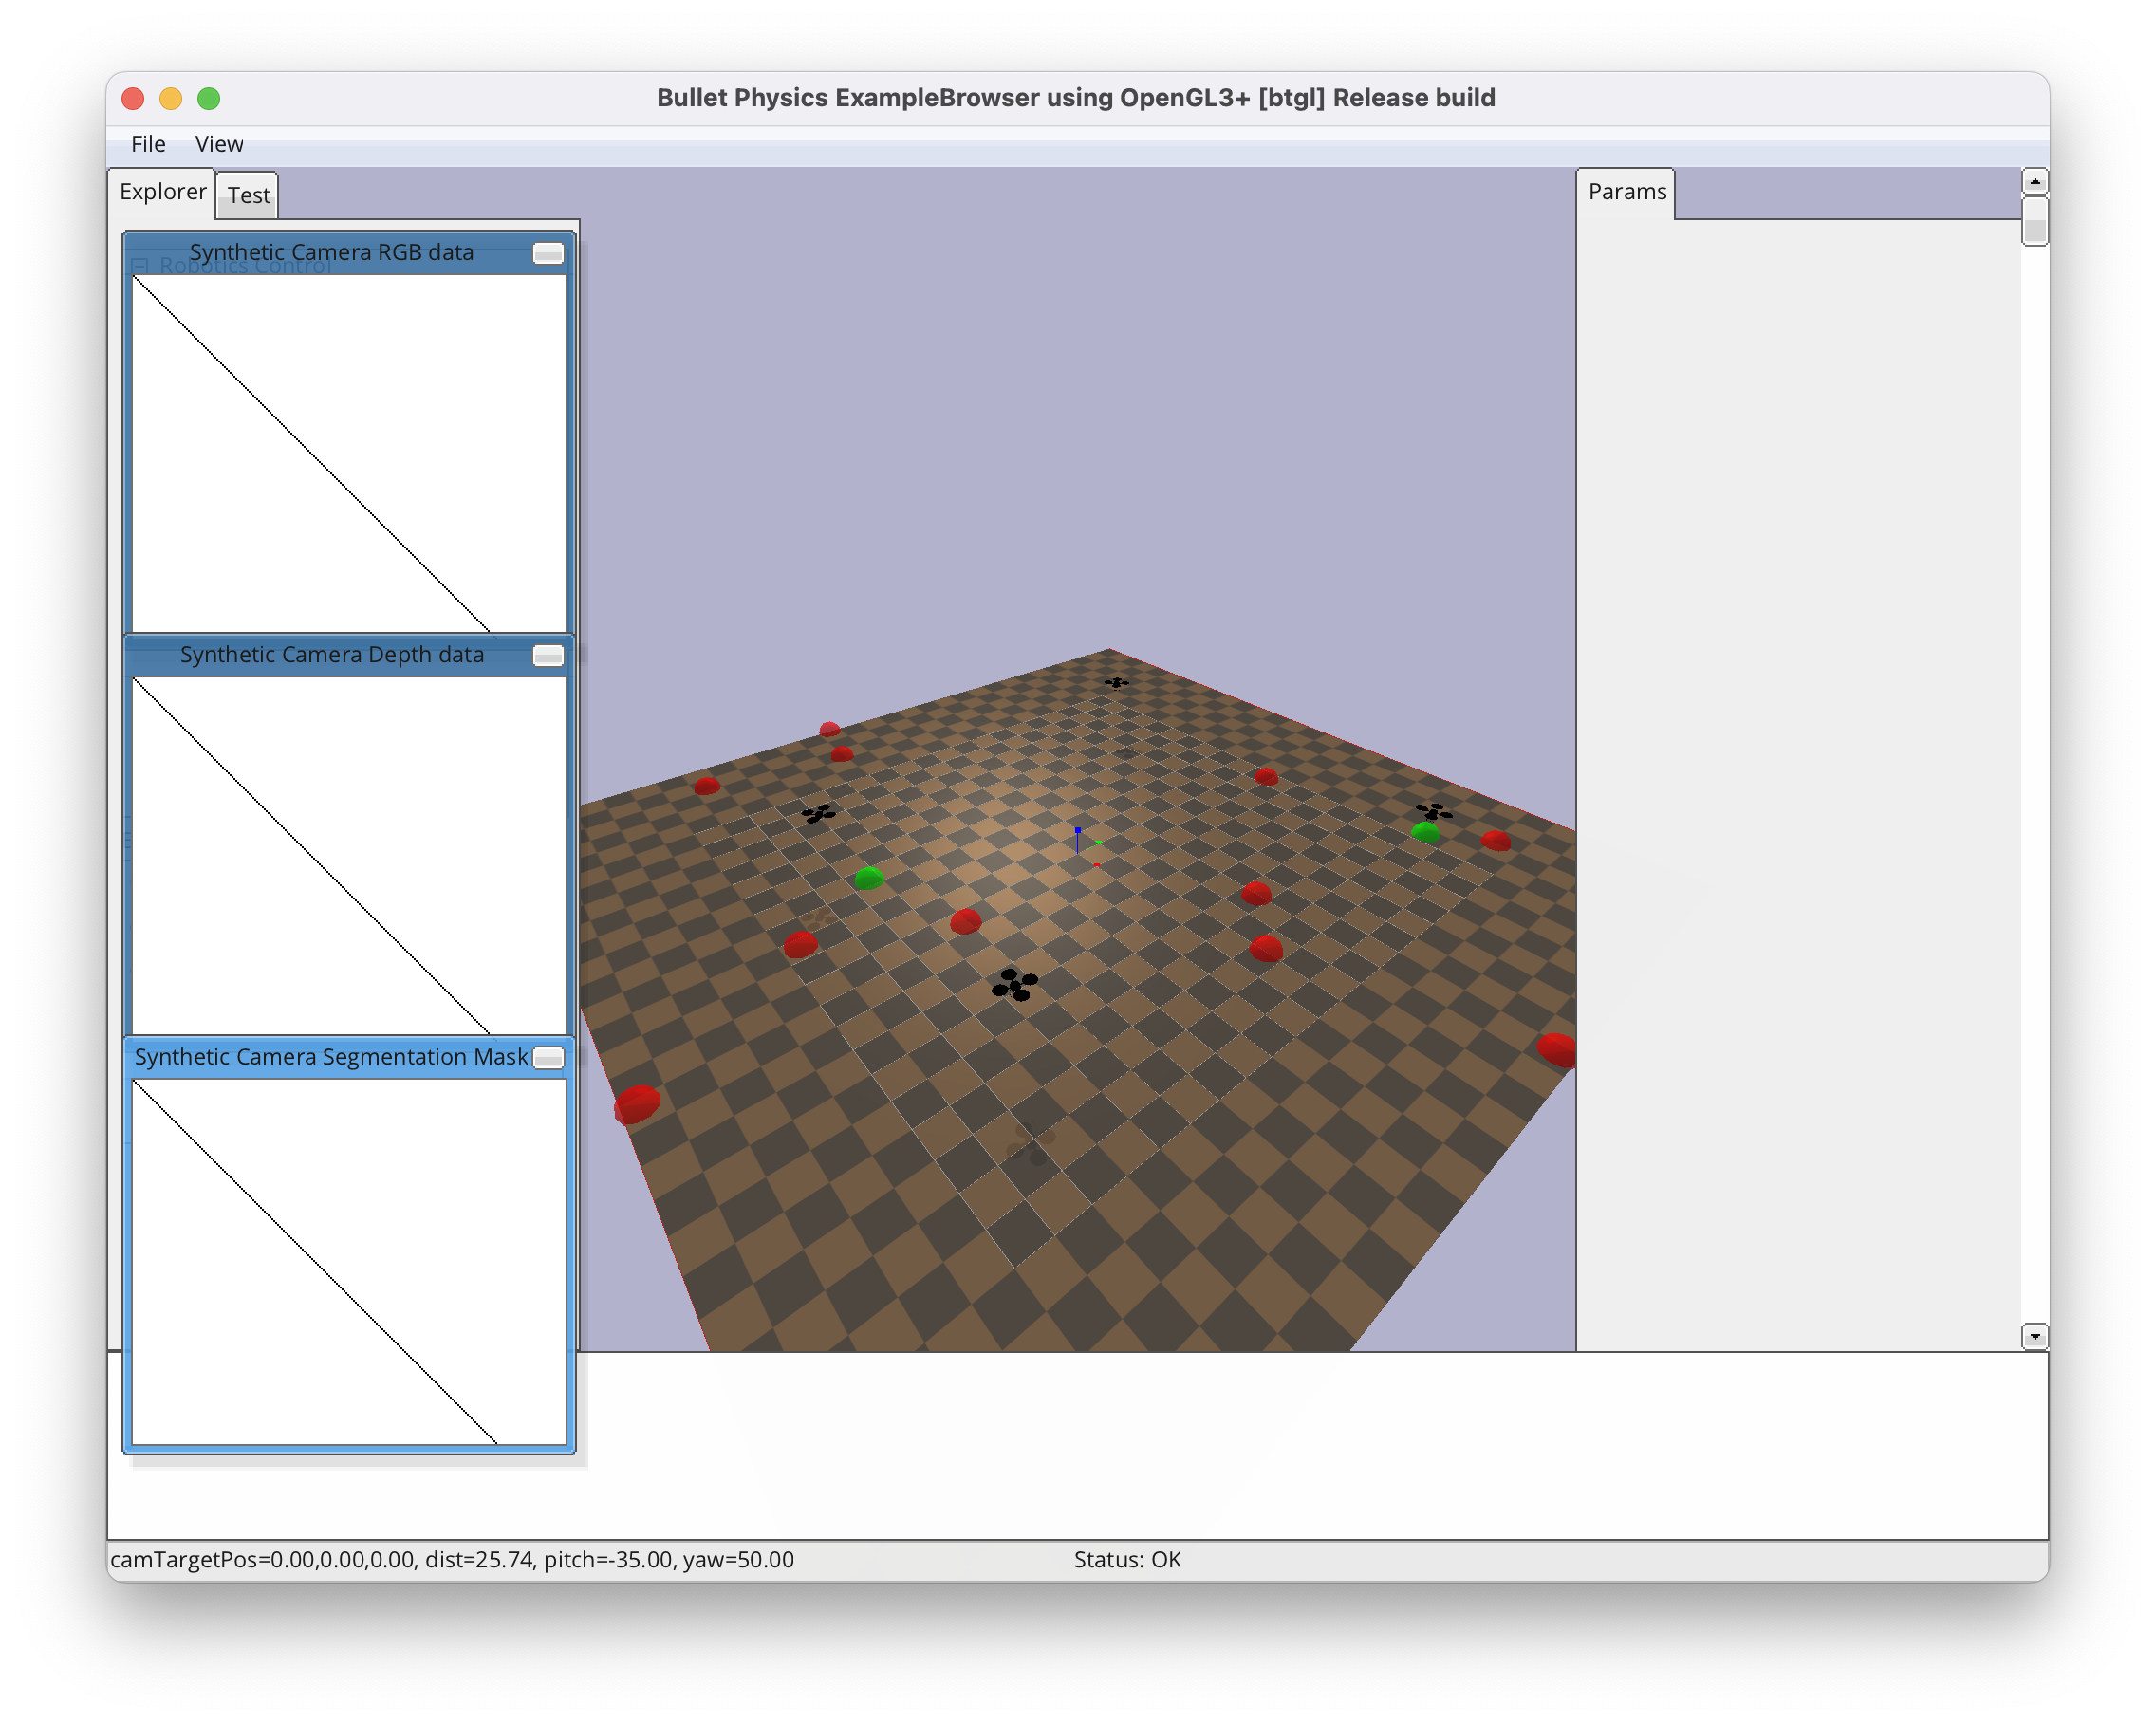 Bullet Physics ExampleBrowser using OpenGL3+ [btgl] Release build
File View
Explorer Test Params
Synthetic Camera RGB data
Robotics Control
Synthetic Camera Depth data
Synthetic Camera Segmentation Mask
camTargetPos=0.00,0.00,0.00, dist=25.74, pitch=-35.00, yaw=50.00 Status: OK